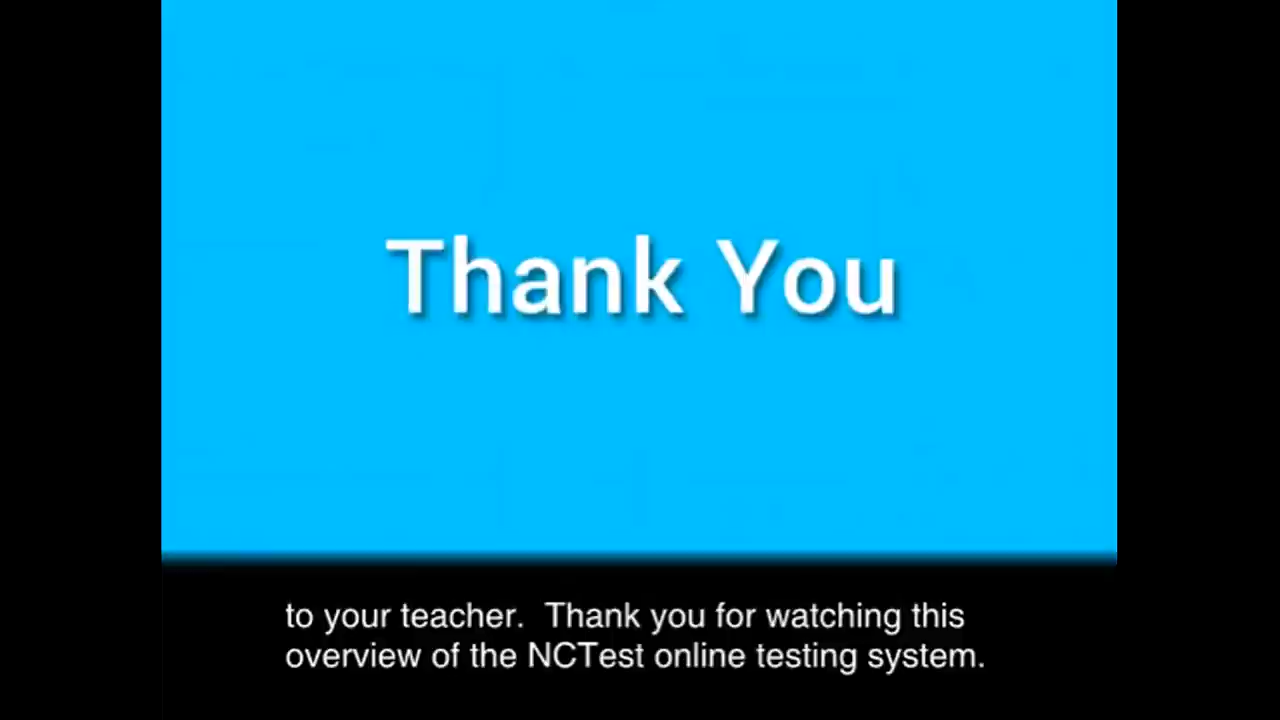 Thank You
to your teacher.  Thank you for watching this
overview of the NCTest online testing system.